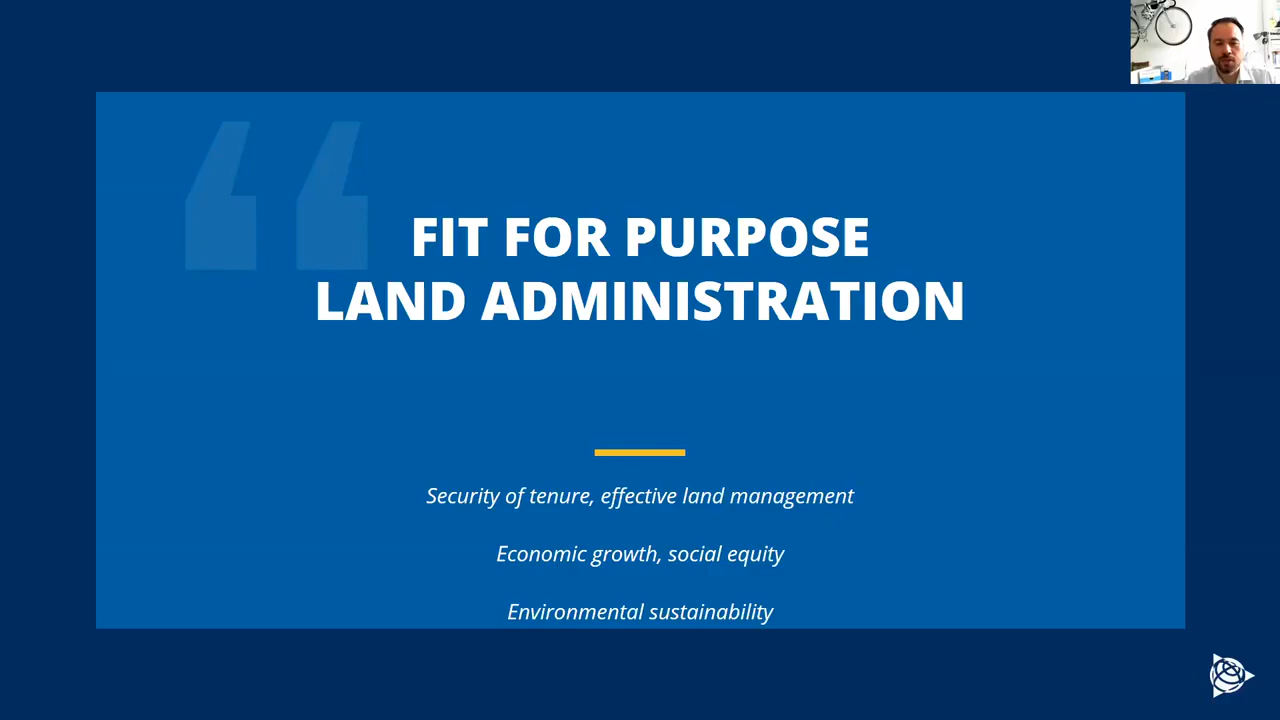 FIT FOR PURPOSE
LAND ADMINISTRATION
Security of tenure, effective land management
Economic growth, social equity
Environmental sustainability